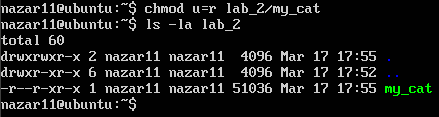 nazar11@ubuntu:~$ chmod u=r lab_2/my_cat
nazar11@ubuntu:~$ ls -la lab_2
total 60
drwxrwxr-x 2 nazar11 nazar11  4096 Mar 17 17:55 .
drwxr-xr-x 6 nazar11 nazar11  4096 Mar 17 17:52 ..
-r--r-xr-x 1 nazar11 nazar11 51036 Mar 17 17:55 my_cat
nazar11@ubuntu:~$